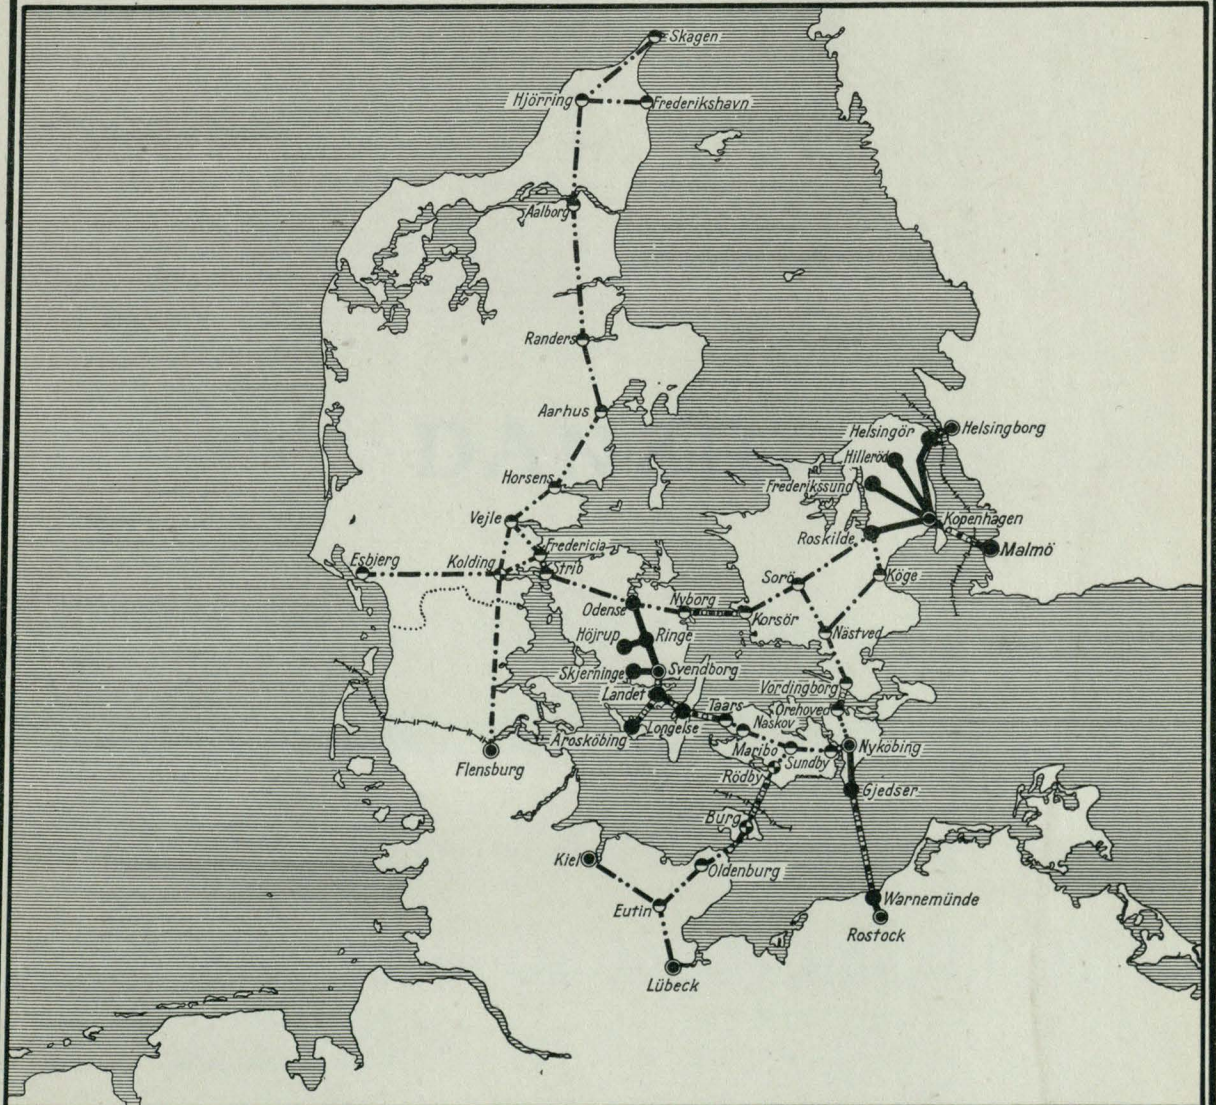 Skagen
Hjörring
Frederikshavn
Aalborg
Randers
Aarhus
Helsingör
Helsingborg
Hilleröd
Horsens
Frederikssund
Vejle
Kopenhagen
Roskilde
Fredericia
Malmö
Esbjerg
Kolding
Strib
Sorö
Köge
Odense
Nyborg
Korsör
Höjrup
Ringe
Nästved
Skjerninge
Svendborg
Vordingborg
Landet
Taars
Orehoved
Longelse
Naskov
Arosköbing
Maribo
Sundby
Nyköbing
Flensburg
Rödby
Gjedser
Burg
Kiel
Oldenburg
Warnemünde
Eutin
Rostock
Lübeck